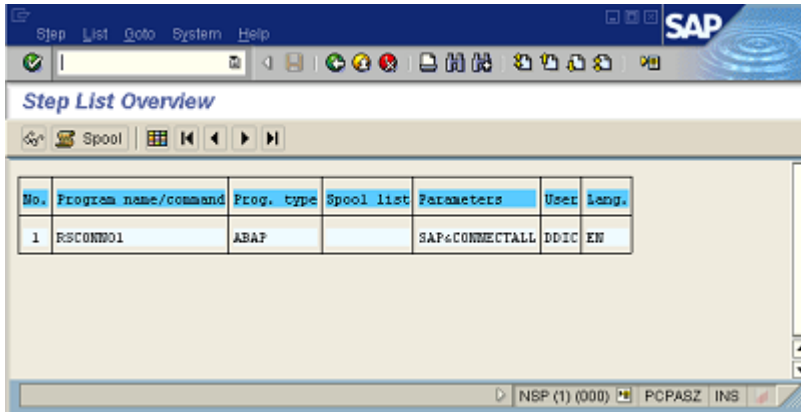 Step List Goto System Help
SAP
Step List Overview
Spool
No. Program name/command Prog. type Spool list Parameters User Lang.
1 RSCONN01 ABAP SAP&CONNECTALL DDIC EN
NSP (1) (000) PCPASZ INS